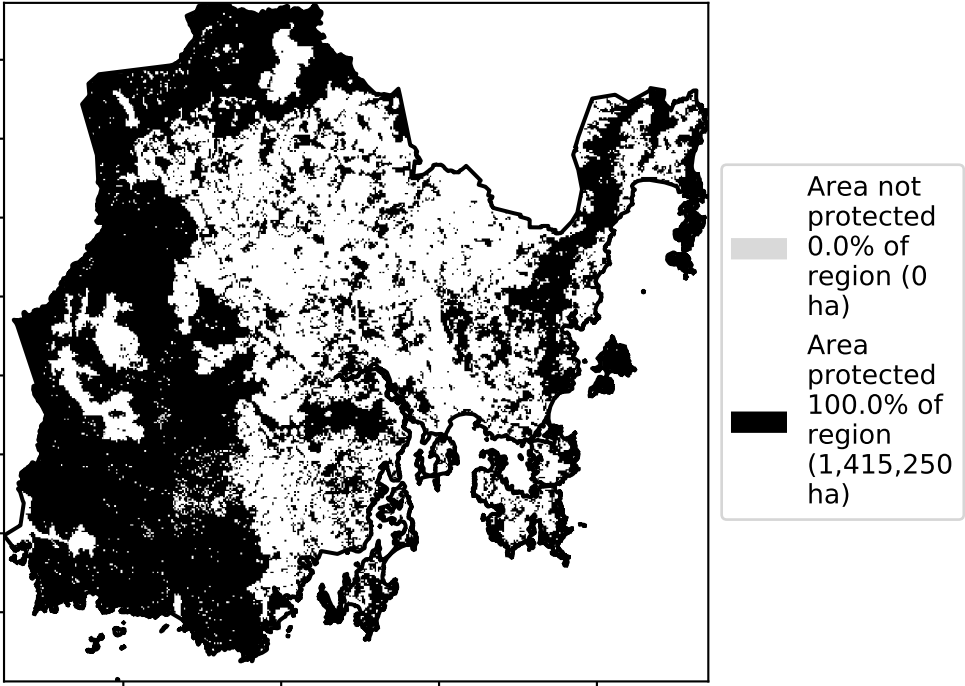 Area not
protected
0.0% of
region (0
ha)
Area
protected
100.0% of
region
(1,415,250
ha)